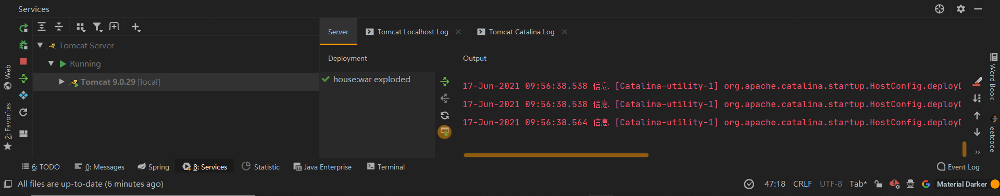 Services
Server
Tomcat Localhost Log
Tomcat Catalina Log
Tomcat Server
Running
Tomcat 9.0.29 [local]
Deployment
Output
house:war exploded
17-Jun-2021 09:56:38.538 信息 [Catalina-utility-1] org.apache.catalina.startup.HostConfig.deployD
17-Jun-2021 09:56:38.538 信息 [Catalina-utility-1] org.apache.catalina.startup.HostConfig.deployD
17-Jun-2021 09:56:38.564 信息 [Catalina-utility-1] org.apache.catalina.startup.HostConfig.deployD
Web
2: Favorites
Word Book
leetcode
6: TODO
0: Messages
Spring
8: Services
Statistic
Java Enterprise
Terminal
Event Log
All files are up-to-date (6 minutes ago)
47:18
CRLF
UTF-8
Tab*
Material Darker